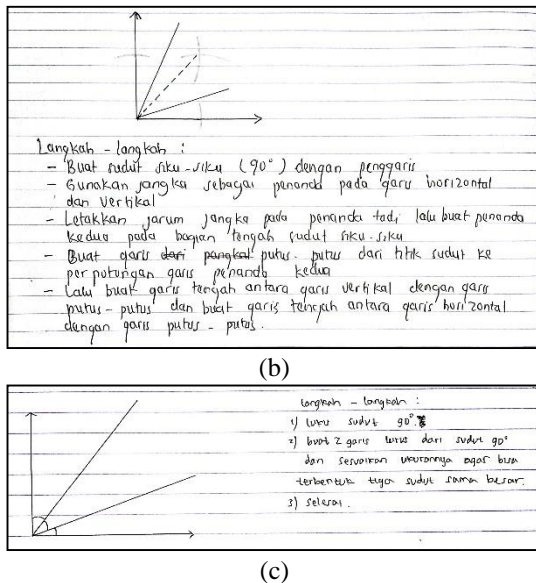 Langkah - langkah :
- Buat sudut siku-siku (90°) dengan penggaris
- Gunakan jangka sebagai penanda pada garis horizontal
dan vertikal
- Letakkan jarum jangka pada penanda tadi lalu buat penanda
kedua pada bagian tengah sudut siku-siku
- Buat garis dari pangkal putus-putus dari titik sudut ke
perpotongan garis penanda kedua
- Lalu buat garis tengah antara garis vertikal dengan garis
putus-putus dan buat garis tengah antara garis horizontal
dengan garis putus-putus.
(b)
langkah - langkah :
1) lukis sudut 90°.
2) buat 2 garis lurus dari sudut 90°
dan sesuaikan ukurannya agar bisa
terbentuk tiga sudut sama besar.
3) selesai.
(c)